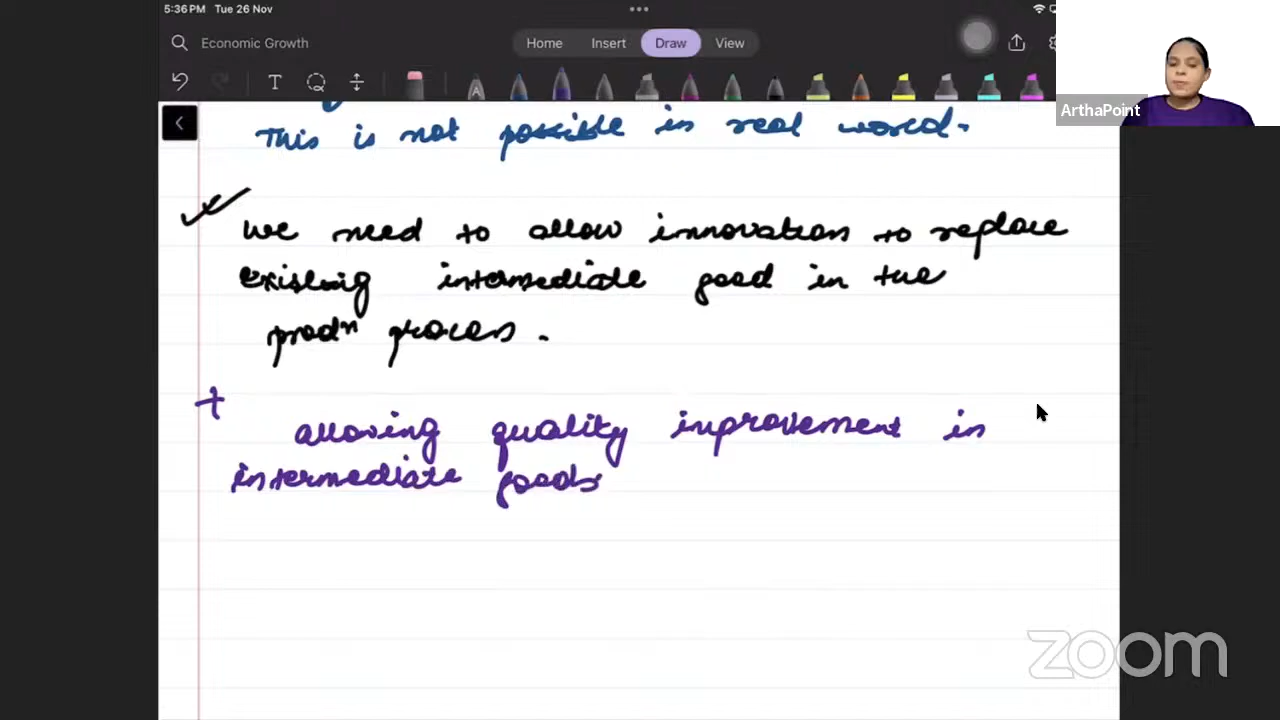 5:36 PM Tue 26 Nov
Economic Growth
Home Insert Draw View
ArthaPoint
This is not possible in real world.
we need to allow innovation to replace
existing intermediate good in the
prodn process.
+ allowing quality improvement in
intermediate goods
zoom